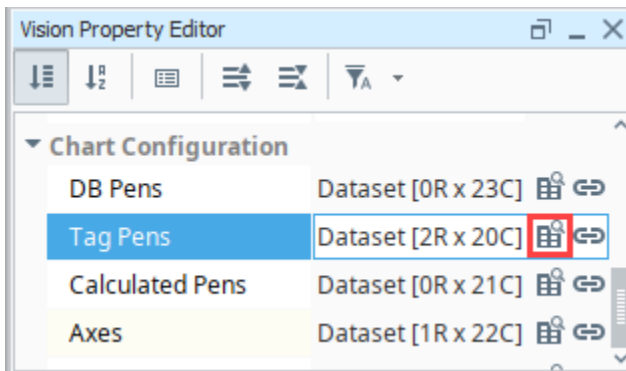 Vision Property Editor
Chart Configuration
DB Pens Dataset [0R x 23C]
Tag Pens Dataset [2R x 20C]
Calculated Pens Dataset [0R x 21C]
Axes Dataset [1R x 22C]